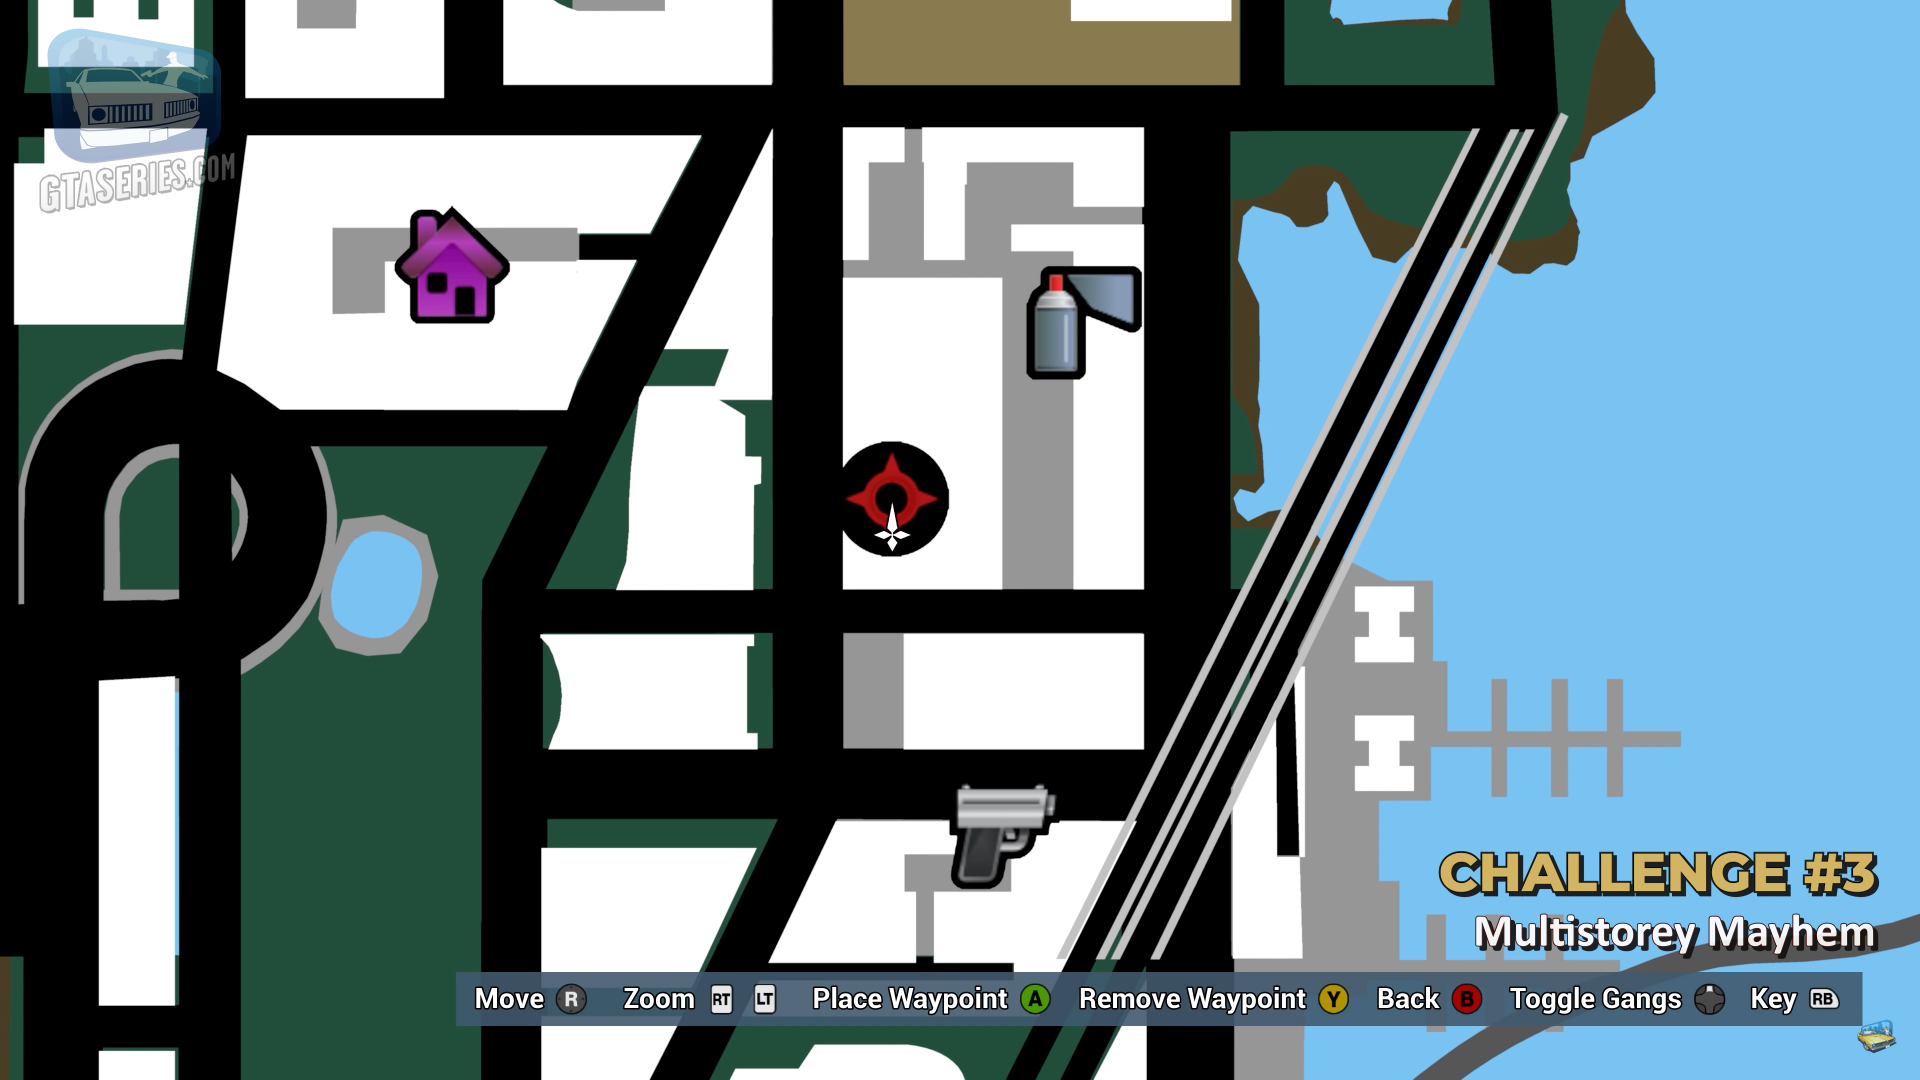 GTASERIES.COM
CHALLENGE #3
Multistorey Mayhem
Move R Zoom RT LT Place Waypoint A Remove Waypoint Y Back B Toggle Gangs Key RB